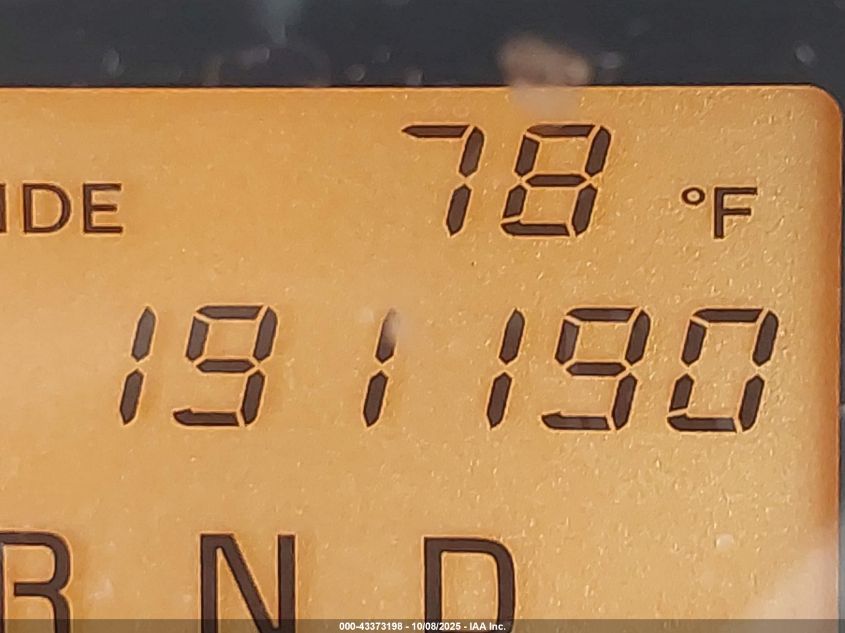 78
IDE °F
191190
R N D
000-43373198 - 10/08/2025 - IAA Inc.